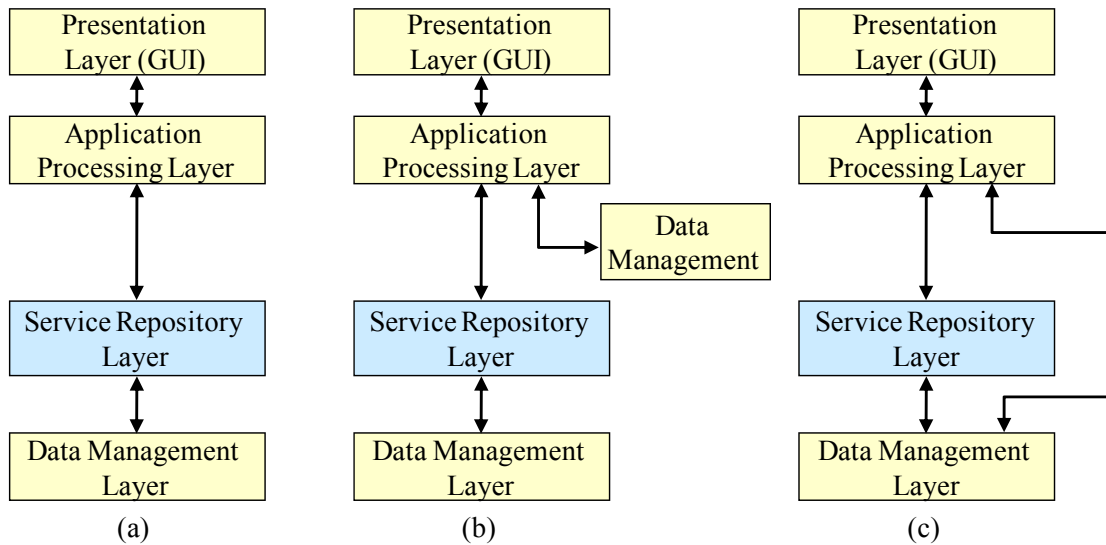 Presentation
Layer (GUI)
Application
Processing Layer
Service Repository
Layer
Data Management
Layer
(a)
Presentation
Layer (GUI)
Application
Processing Layer
Data
Management
Service Repository
Layer
Data Management
Layer
(b)
Presentation
Layer (GUI)
Application
Processing Layer
Service Repository
Layer
Data Management
Layer
(c)